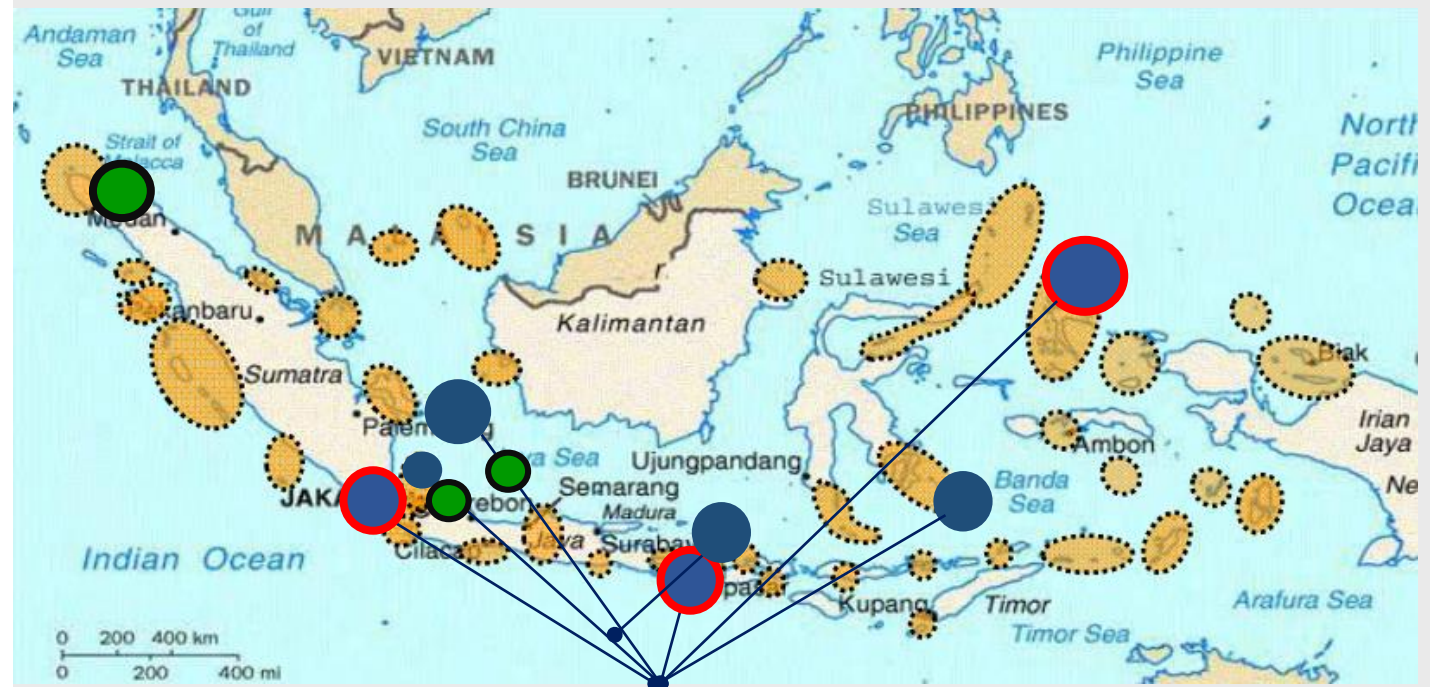 Andaman
Sea
Gulf
of
Thailand
VIETNAM
THAILAND
Philippine
Sea
PHILIPPINES
South China
Sea
Strait of
North
Pacifi
Ocea
BRUNEI
MALAYSIA
Sulawesi
Sea
Sulawesi
Kalimantan
Sumatra
Biak
Irian
Jaya
Ambon
Ujungpandang
Banda
Sea
Semarang
Madura
Java
Cilacap
Indian Ocean
Kupang
Timor
Timor Sea
Arafura Sea
0 200 400 km
0 200 400 mi